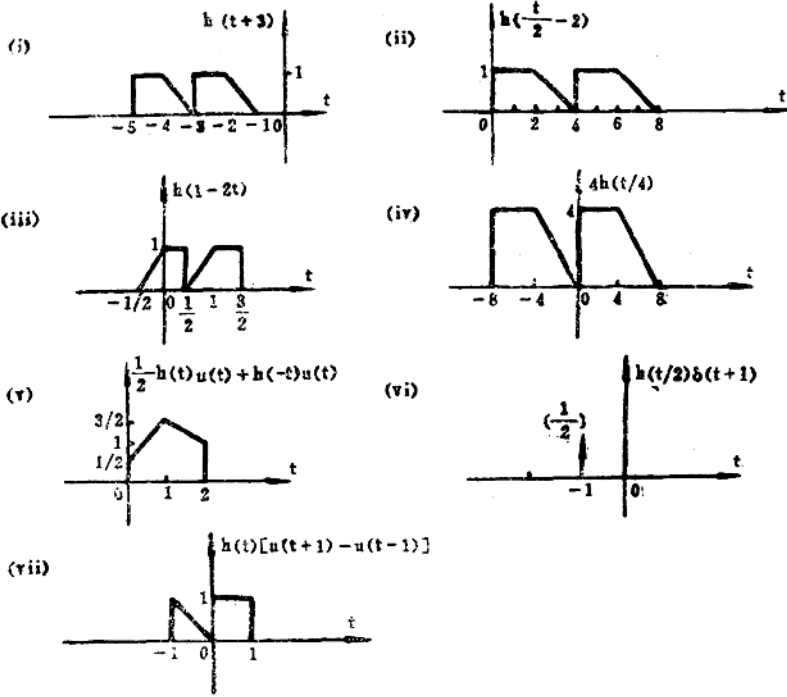 (i)
h (t+3)
1
t
-5 -4 -3 -2 -1 0
(ii)
h(t/2 - 2)
1
t
0 2 4 6 8
(iii)
h(1-2t)
1
t
-1/2 0 1/2 1 3/2
(iv)
4h(t/4)
4
t
-8 -4 0 4 8
(v)
1/2 h(t)u(t)+h(-t)u(t)
3/2
1
1/2
t
0 1 2
(vi)
h(t/2)δ(t+1)
(1/2)
t
-1 0
(vii)
h(t)[u(t+1)-u(t-1)]
1
t
-1 0 1